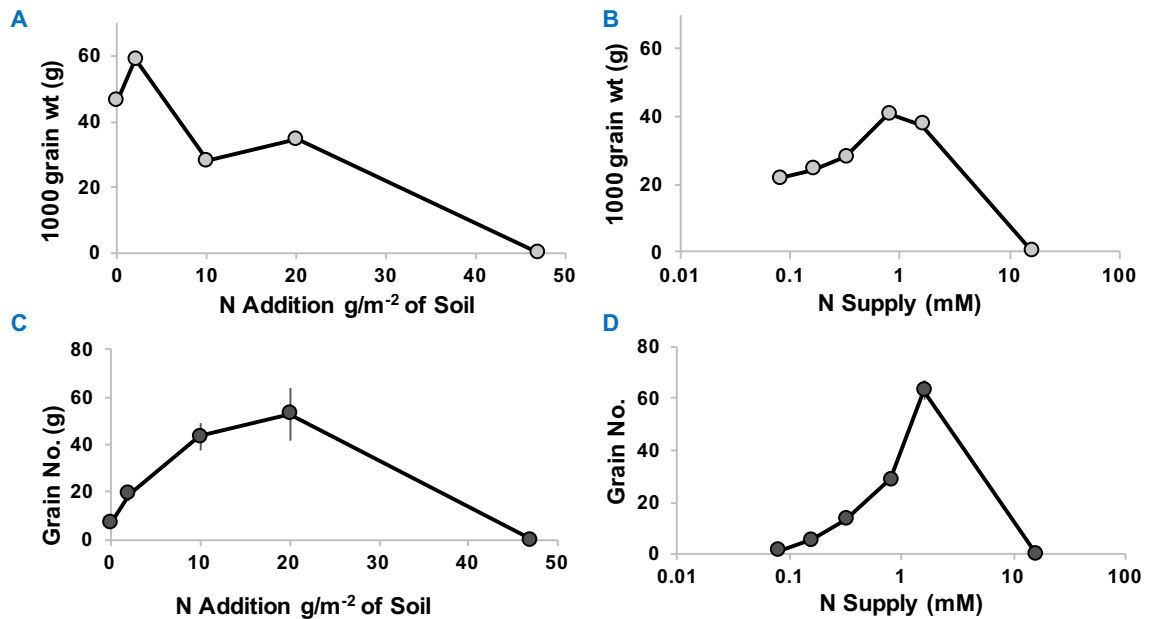 A
1000 grain wt (g)
60
40
20
0
0 10 20 30 40 50
N Addition g/m-2 of Soil
B
1000 grain wt (g)
60
40
20
0
0.01 0.1 1 10 100
N Supply (mM)
C
Grain No. (g)
80
60
40
20
0
0 10 20 30 40 50
N Addition g/m-2 of Soil
D
Grain No.
80
60
40
20
0
0.01 0.1 1 10 100
N Supply (mM)